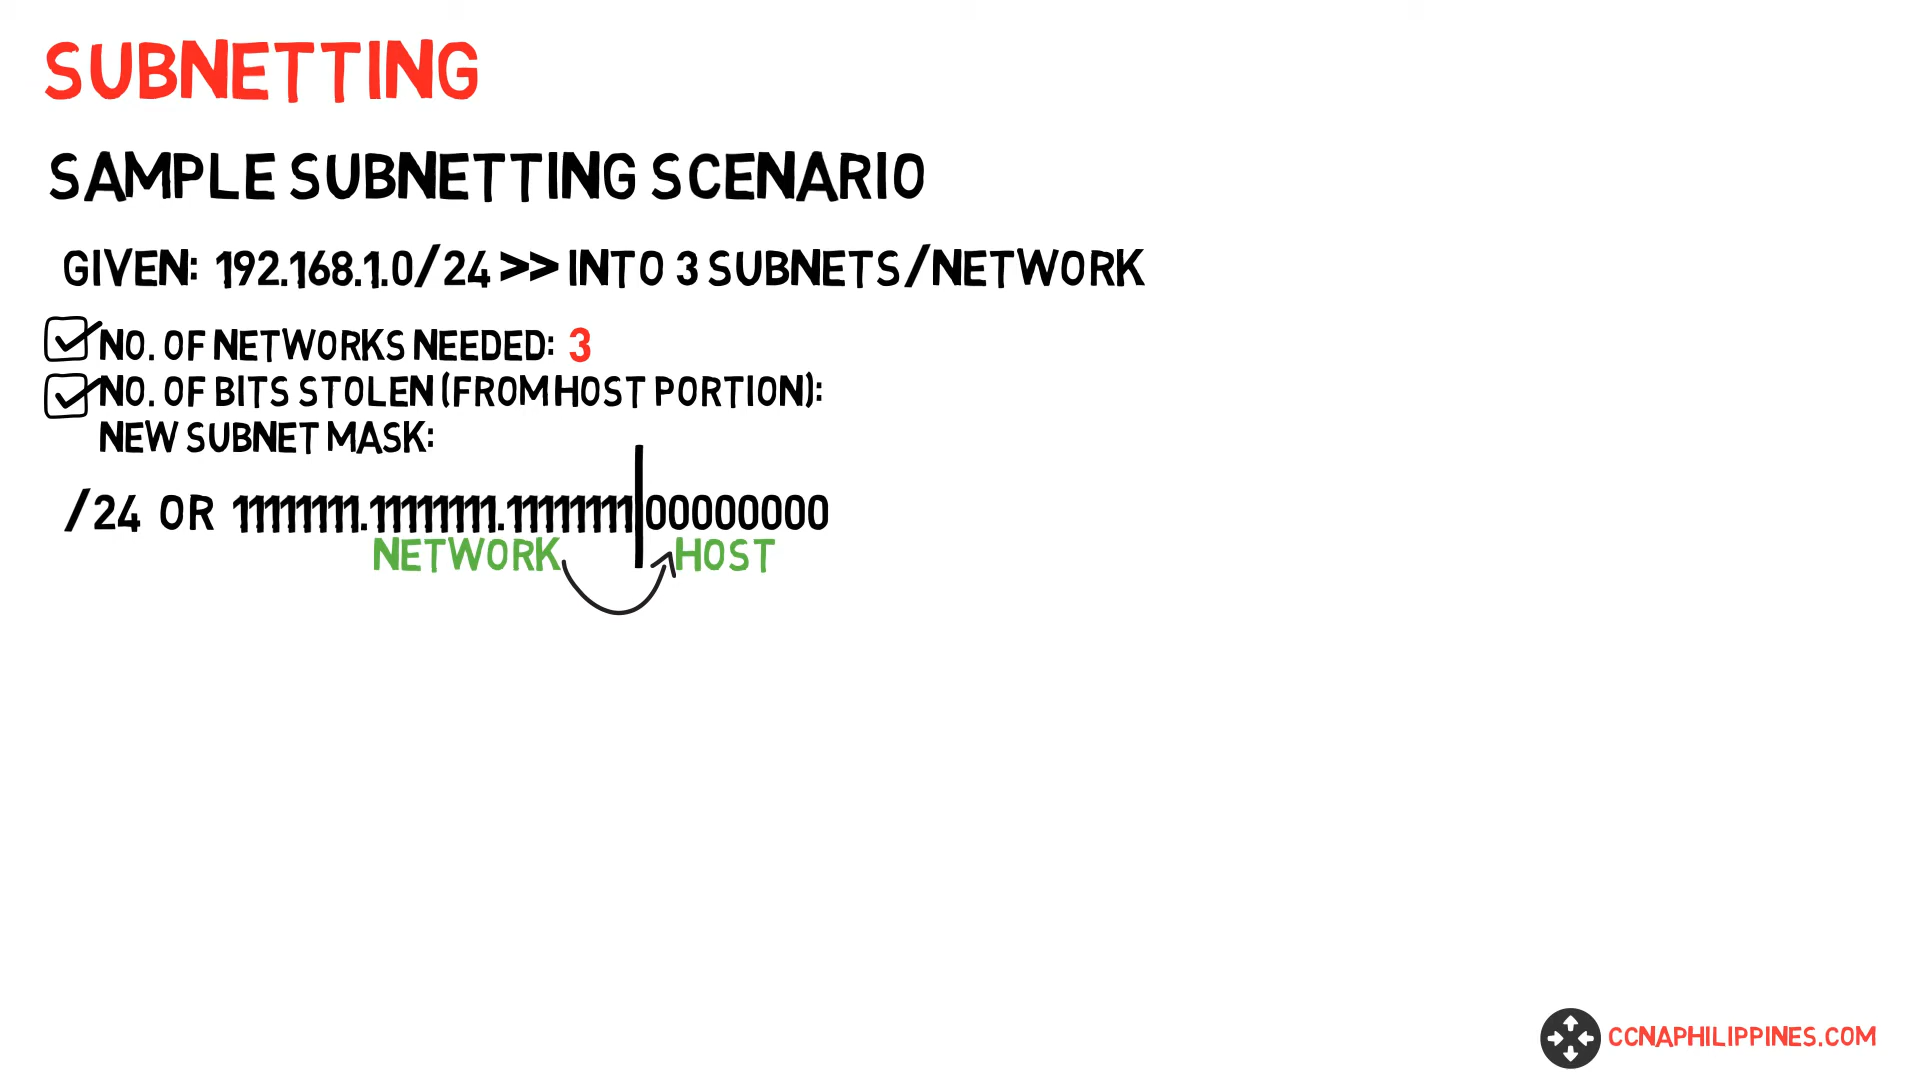 SUBNETTING
SAMPLE SUBNETTING SCENARIO
GIVEN: 192.168.1.0/24 >> INTO 3 SUBNETS/NETWORK
NO. OF NETWORKS NEEDED: 3
NO. OF BITS STOLEN (FROM HOST PORTION):
NEW SUBNET MASK:
/24 OR 11111111.11111111.11111111 00000000
NETWORK HOST
CCNAPHILIPPINES.COM